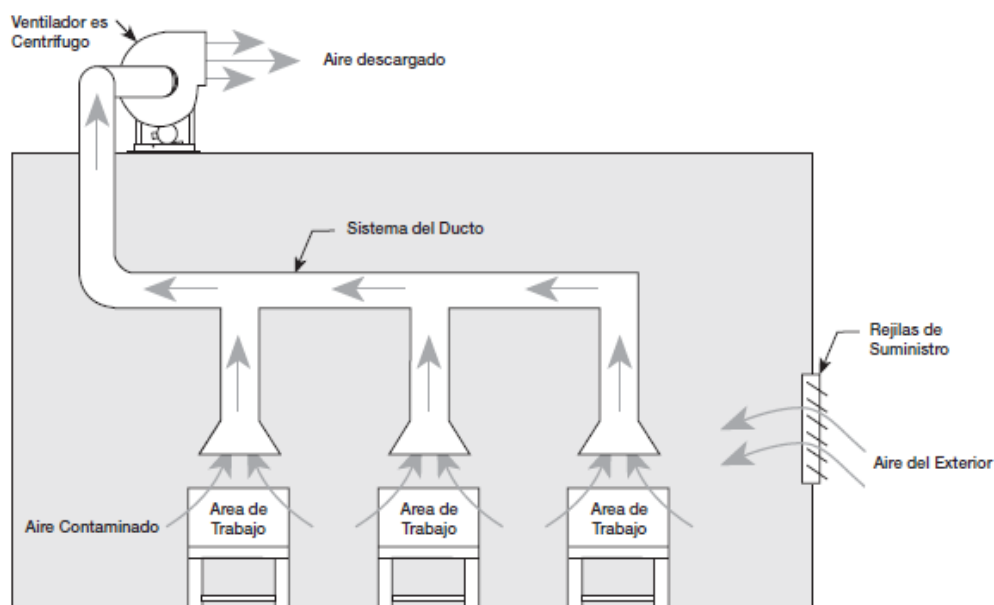 Ventilador es
Centrífugo
Aire descargado
Sistema del Ducto
Rejilas de
Suministro
Aire del Exterior
Aire Contaminado
Area de
Trabajo
Area de
Trabajo
Area de
Trabajo